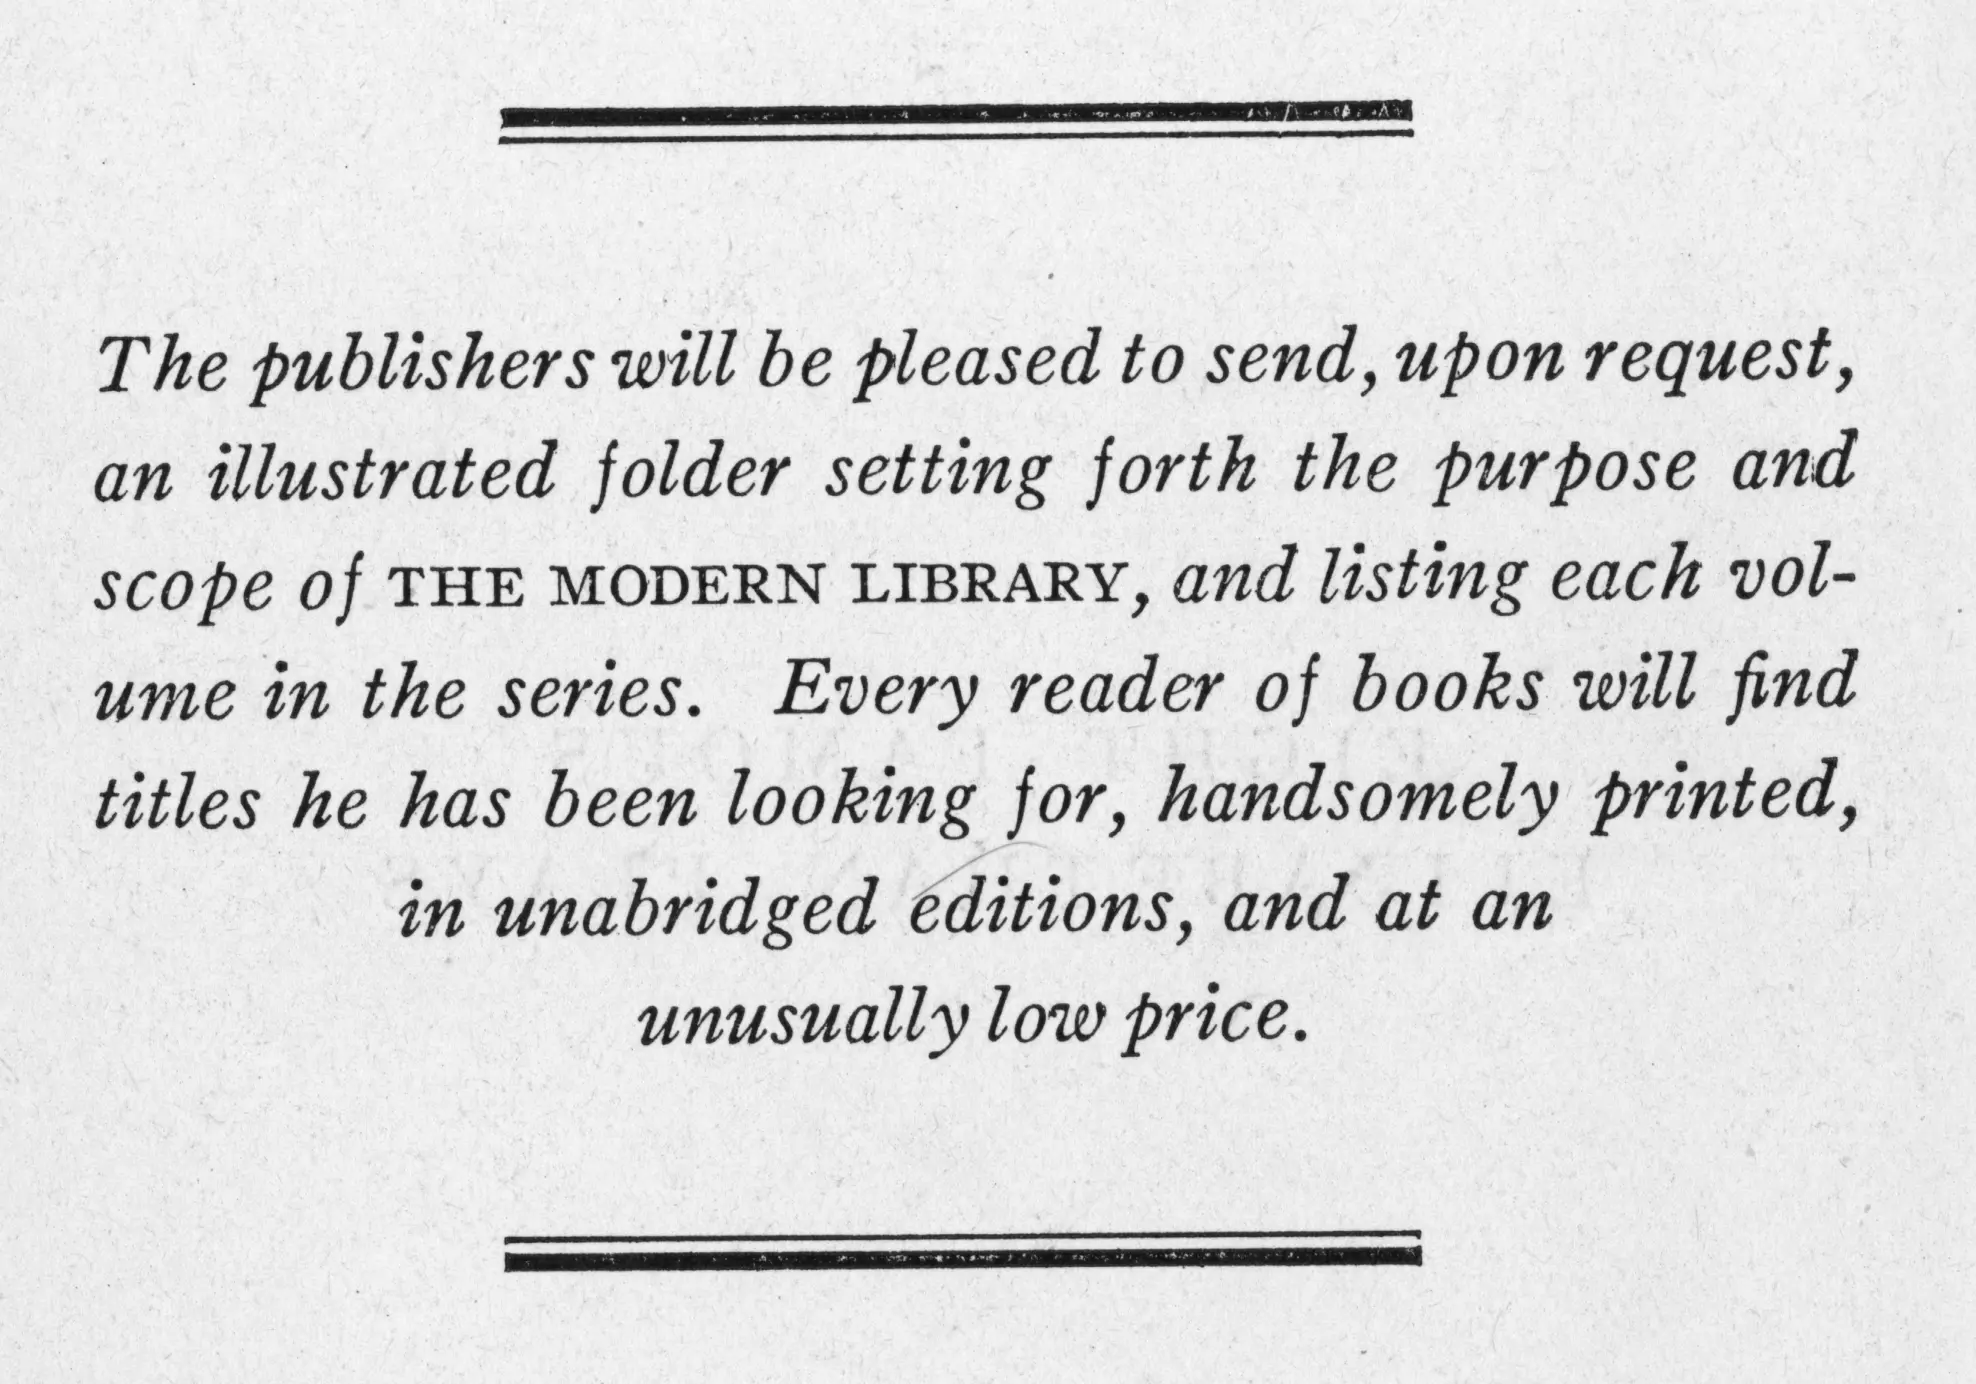 The publishers will be pleased to send, upon request,
an illustrated folder setting forth the purpose and
scope of THE MODERN LIBRARY, and listing each vol-
ume in the series. Every reader of books will find
titles he has been looking for, handsomely printed,
in unabridged editions, and at an
unusually low price.